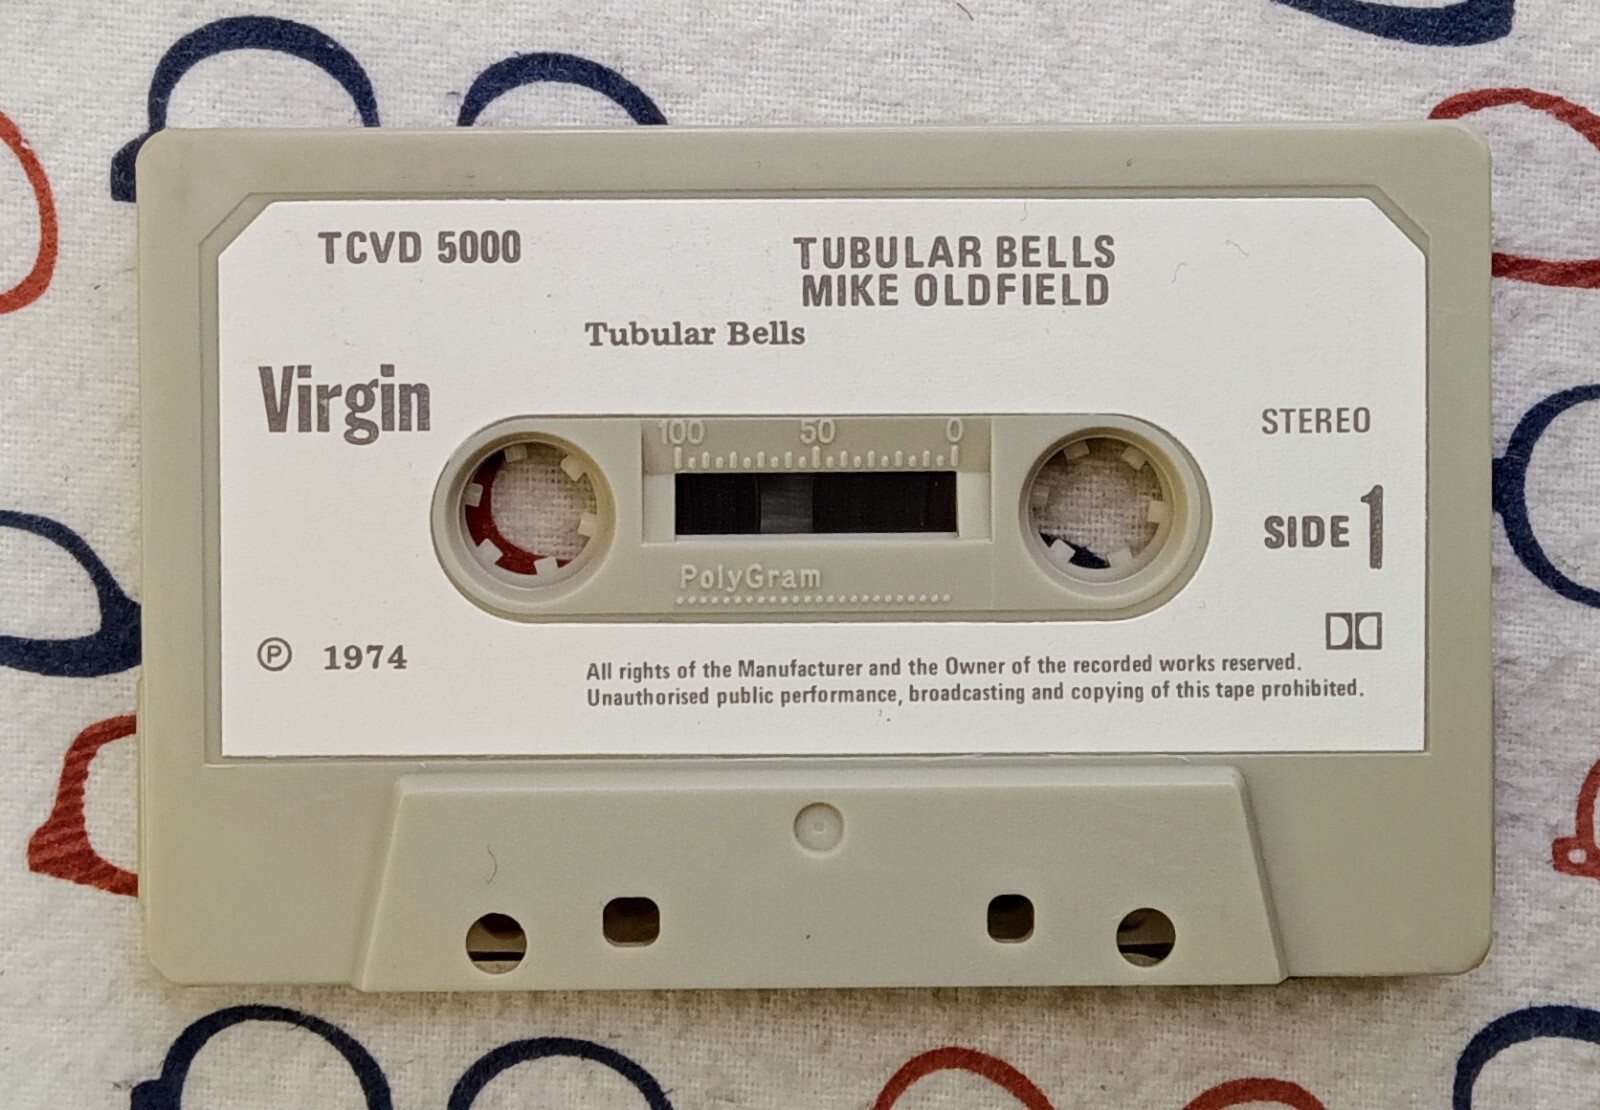 TCVD 5000
TUBULAR BELLS
MIKE OLDFIELD
Tubular Bells
Virgin
100 50 0
STEREO
PolyGram
SIDE 1
Ⓟ 1974
All rights of the Manufacturer and the Owner of the recorded works reserved.
Unauthorised public performance, broadcasting and copying of this tape prohibited.